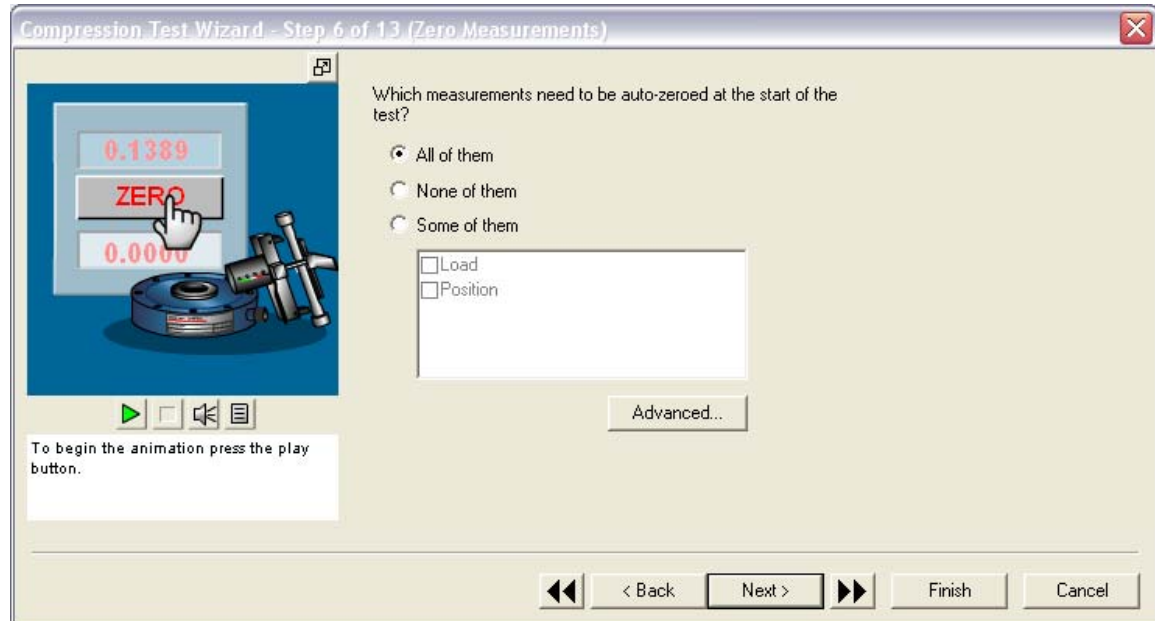 Compression Test Wizard - Step 6 of 13 (Zero Measurements)
0.1389
ZERO
0.0000
To begin the animation press the play
button.
Which measurements need to be auto-zeroed at the start of the
test?
All of them
None of them
Some of them
Load
Position
Advanced...
< Back
Next >
Finish
Cancel